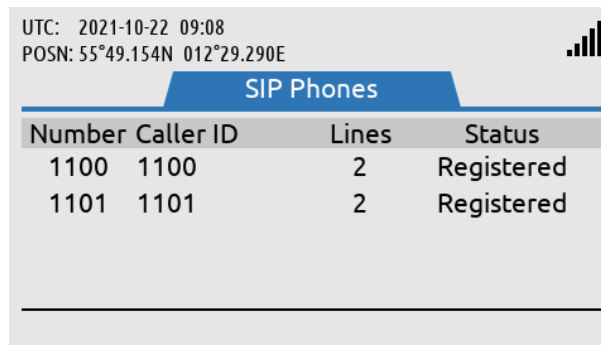 UTC: 2021-10-22 09:08
POSN: 55°49.154N 012°29.290E
SIP Phones
Number Caller ID Lines Status
1100 1100 2 Registered
1101 1101 2 Registered